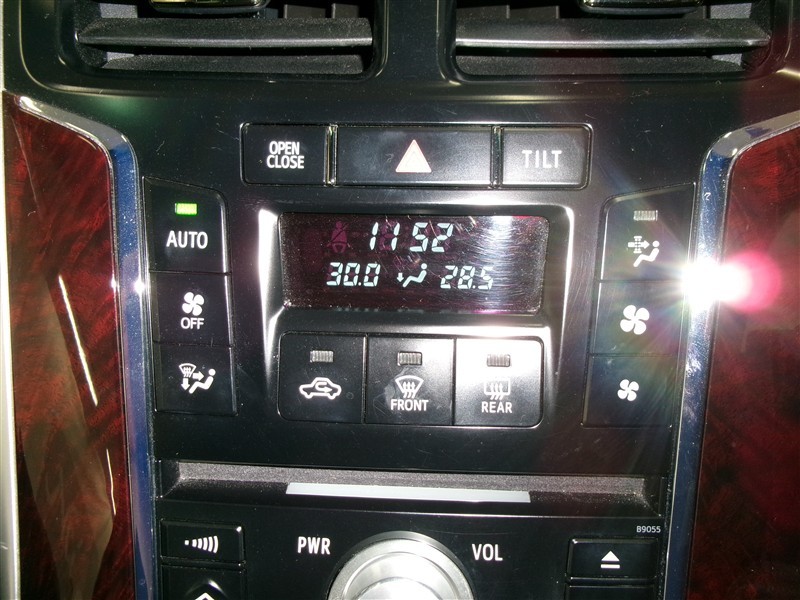 OPEN
CLOSE
TILT
AUTO
11 52
OFF
30.0
28.5
FRONT
REAR
B9055
PWR
VOL